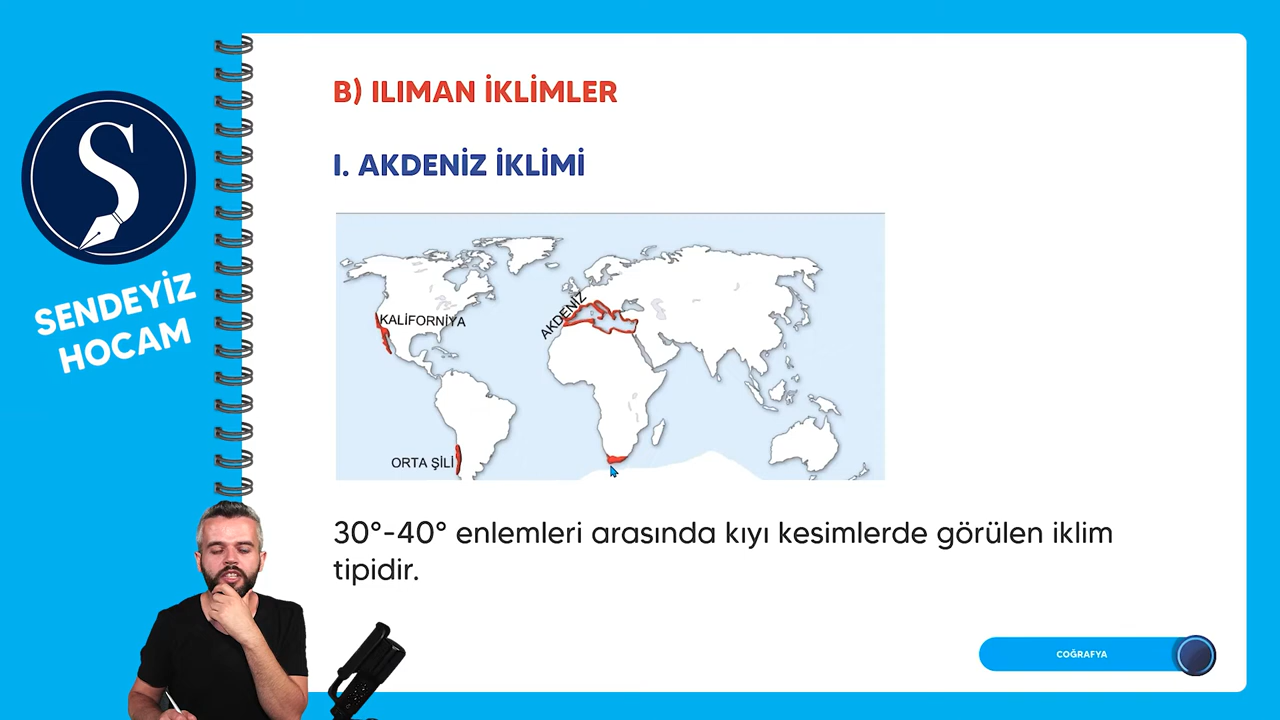 S
SENDEYİZ
HOCAM
B) ILIMAN İKLİMLER
I. AKDENİZ İKLİMİ
KALİFORNİYA
AKDENİZ
ORTA ŞİLİ
30°-40° enlemleri arasında kıyı kesimlerde görülen iklim
tipidir.
COĞRAFYA